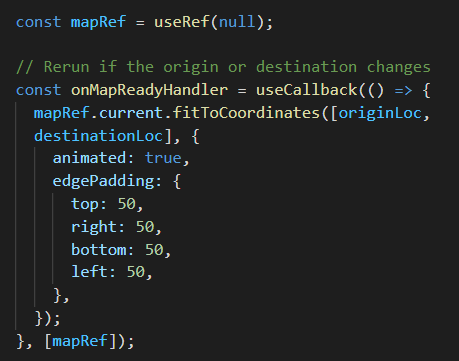 const mapRef = useRef(null);

// Rerun if the origin or destination changes
const onMapReadyHandler = useCallback(() => {
  mapRef.current.fitToCoordinates([originLoc,
  destinationLoc], {
    animated: true,
    edgePadding: {
      top: 50,
      right: 50,
      bottom: 50,
      left: 50,
    },
  });
}, [mapRef]);